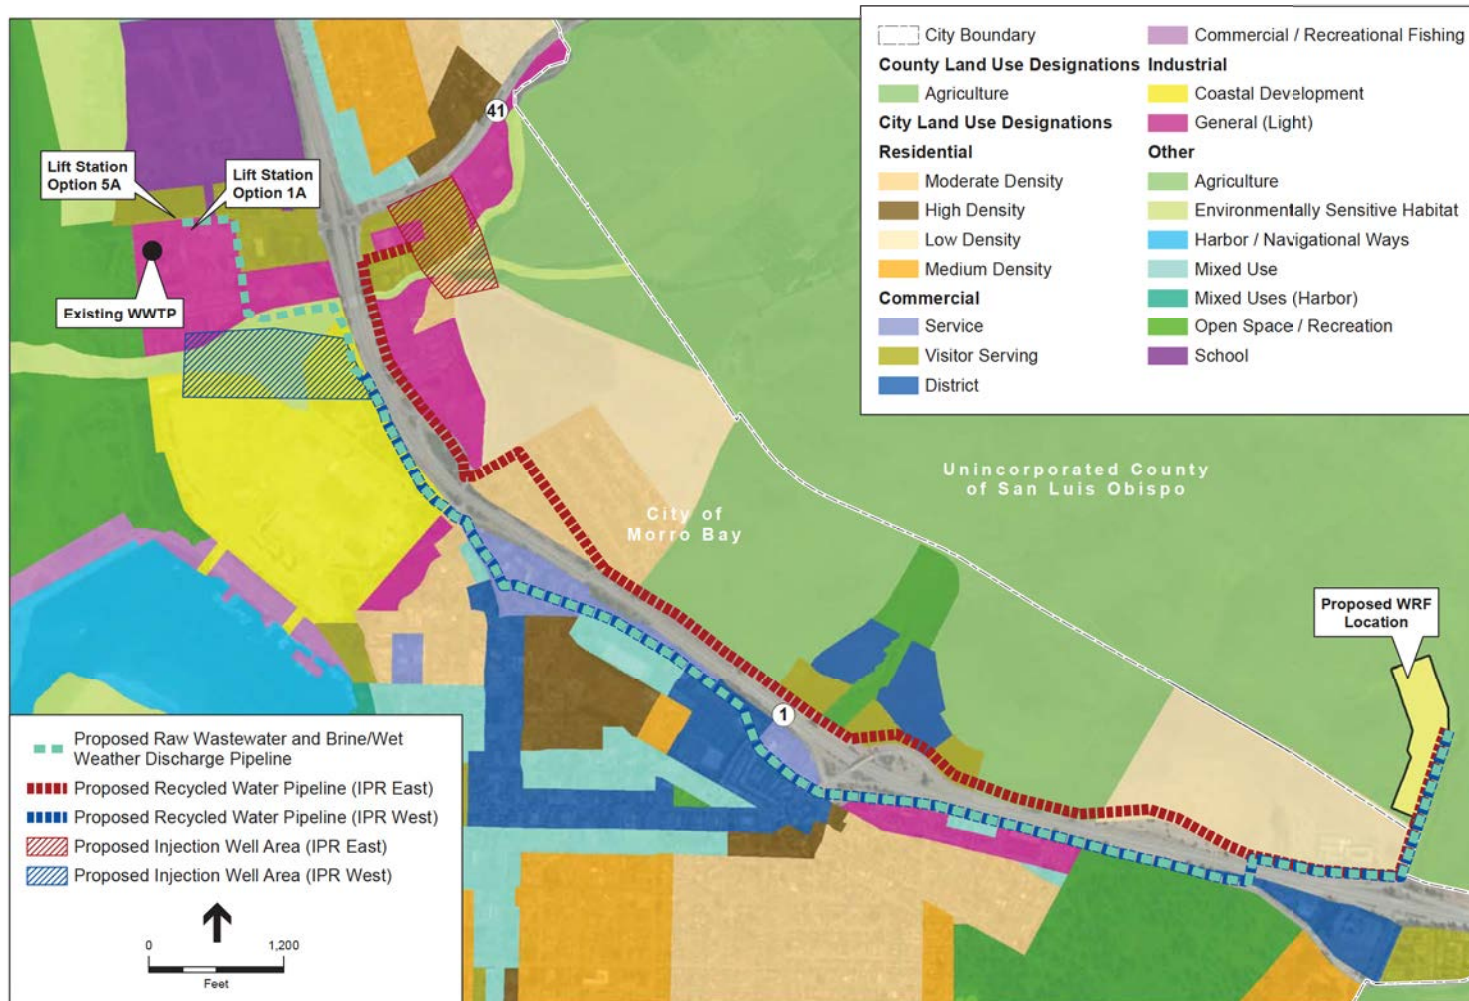 City Boundary
County Land Use Designations
Agriculture
City Land Use Designations
Residential
Moderate Density
High Density
Low Density
Medium Density
Commercial
Service
Visitor Serving
District
Commercial / Recreational Fishing
Industrial
Coastal Development
General (Light)
Other
Agriculture
Environmentally Sensitive Habitat
Harbor / Navigational Ways
Mixed Use
Mixed Uses (Harbor)
Open Space / Recreation
School
41
Lift Station
Option 5A
Lift Station
Option 1A
Existing WWTP
Unincorporated County
of San Luis Obispo
City of
Morro Bay
Proposed WRF
Location
1
Proposed Raw Wastewater and Brine/Wet
Weather Discharge Pipeline
Proposed Recycled Water Pipeline (IPR East)
Proposed Recycled Water Pipeline (IPR West)
Proposed Injection Well Area (IPR East)
Proposed Injection Well Area (IPR West)
0 1,200
Feet